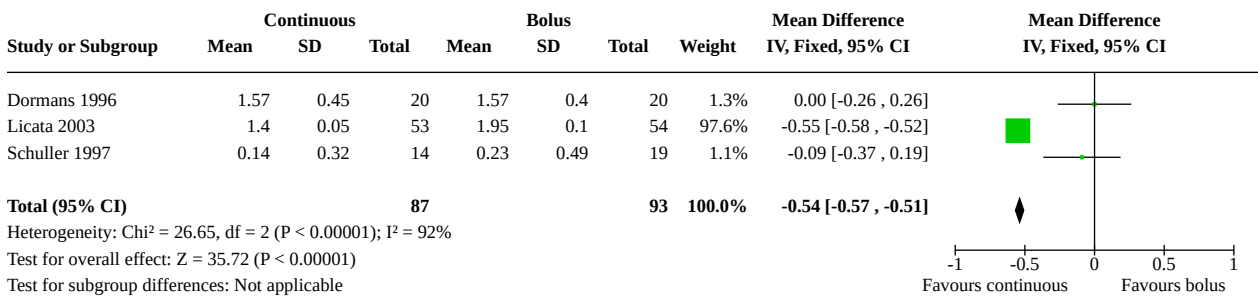 Continuous Bolus Mean Difference Mean Difference
Study or Subgroup Mean SD Total Mean SD Total Weight IV, Fixed, 95% CI IV, Fixed, 95% CI
Dormans 1996 1.57 0.45 20 1.57 0.4 20 1.3% 0.00 [-0.26 , 0.26]
Licata 2003 1.4 0.05 53 1.95 0.1 54 97.6% -0.55 [-0.58 , -0.52]
Schuller 1997 0.14 0.32 14 0.23 0.49 19 1.1% -0.09 [-0.37 , 0.19]
Total (95% CI) 87 93 100.0% -0.54 [-0.57 , -0.51]
Heterogeneity: Chi² = 26.65, df = 2 (P < 0.00001); I² = 92%
Test for overall effect: Z = 35.72 (P < 0.00001)
Test for subgroup differences: Not applicable
-1 -0.5 0 0.5 1
Favours continuous Favours bolus